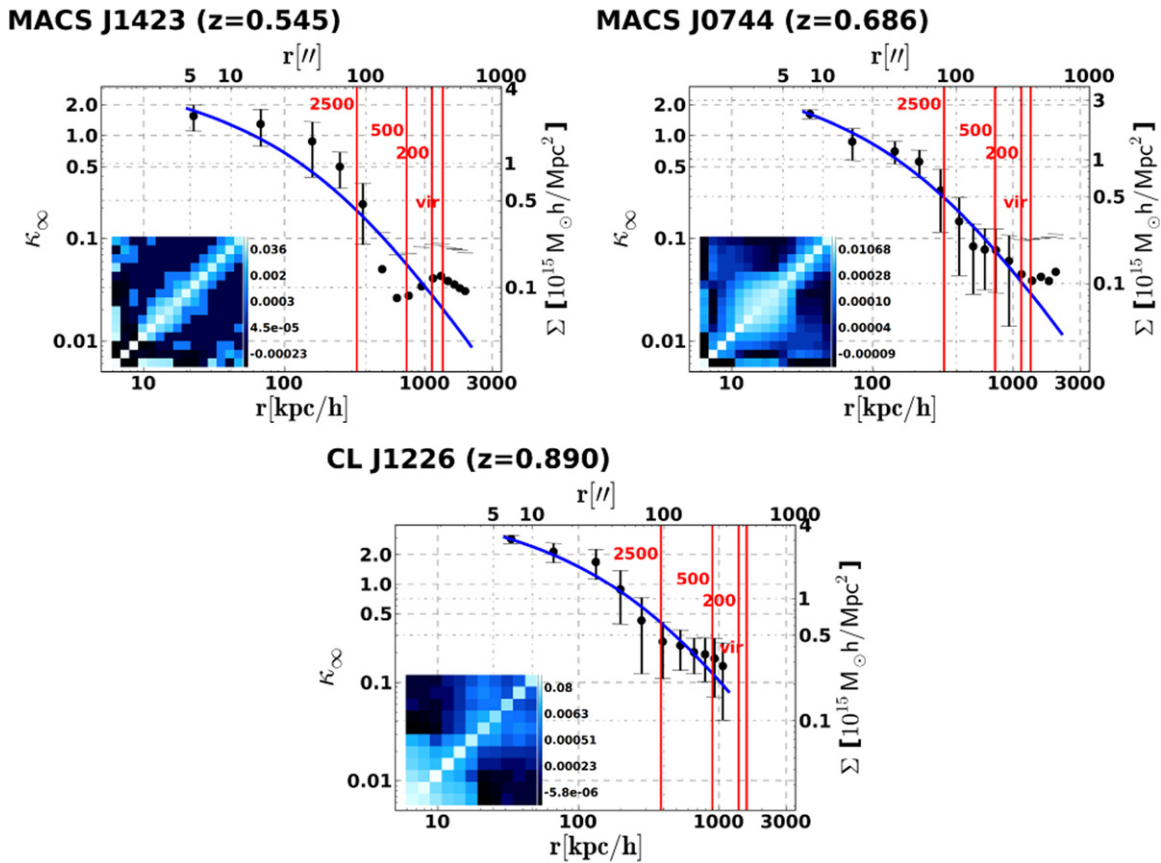 MACS J1423 (z=0.545)
r[″]
5 10 100 1000
2.0
1.0
0.5
0.1
0.01
κ∞
4
1
0.5
0.1
Σ [10¹⁵ M⊙h/Mpc²]
2500
500
200
vir
0.036
0.002
0.0003
4.5e-05
-0.00023
10 100 1000 3000
r[kpc/h]
MACS J0744 (z=0.686)
r[″]
5 10 100 1000
2.0
1.0
0.5
0.1
0.01
κ∞
3
1
0.5
0.1
Σ [10¹⁵ M⊙h/Mpc²]
2500
500
200
vir
0.01068
0.00028
0.00010
0.00004
-0.00009
10 100 1000 3000
r[kpc/h]
CL J1226 (z=0.890)
r[″]
5 10 100 1000
2.0
1.0
0.5
0.1
0.01
κ∞
4
1
0.5
0.1
Σ [10¹⁵ M⊙h/Mpc²]
2500
500
200
vir
0.08
0.0063
0.00051
0.00023
-5.8e-06
10 100 1000 3000
r[kpc/h]